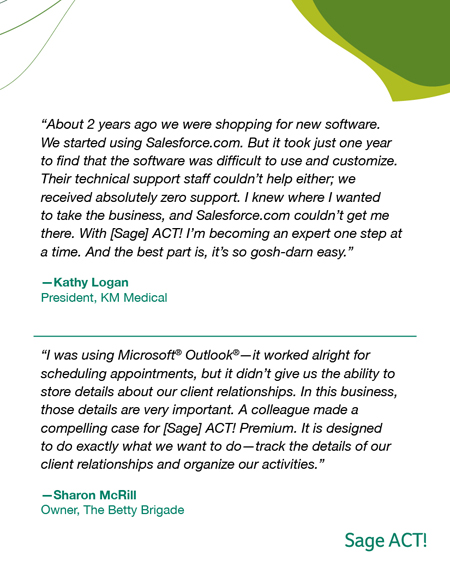 “About 2 years ago we were shopping for new software.
We started using Salesforce.com. But it took just one year
to find that the software was difficult to use and customize.
Their technical support staff couldn’t help either; we
received absolutely zero support. I knew where I wanted
to take the business, and Salesforce.com couldn’t get me
there. With [Sage] ACT! I’m becoming an expert one step at
a time. And the best part is, it’s so gosh-darn easy.”
—Kathy Logan
President, KM Medical
“I was using Microsoft® Outlook®—it worked alright for
scheduling appointments, but it didn’t give us the ability to
store details about our client relationships. In this business,
those details are very important. A colleague made a
compelling case for [Sage] ACT! Premium. It is designed
to do exactly what we want to do—track the details of our
client relationships and organize our activities.”
—Sharon McRill
Owner, The Betty Brigade
Sage ACT!